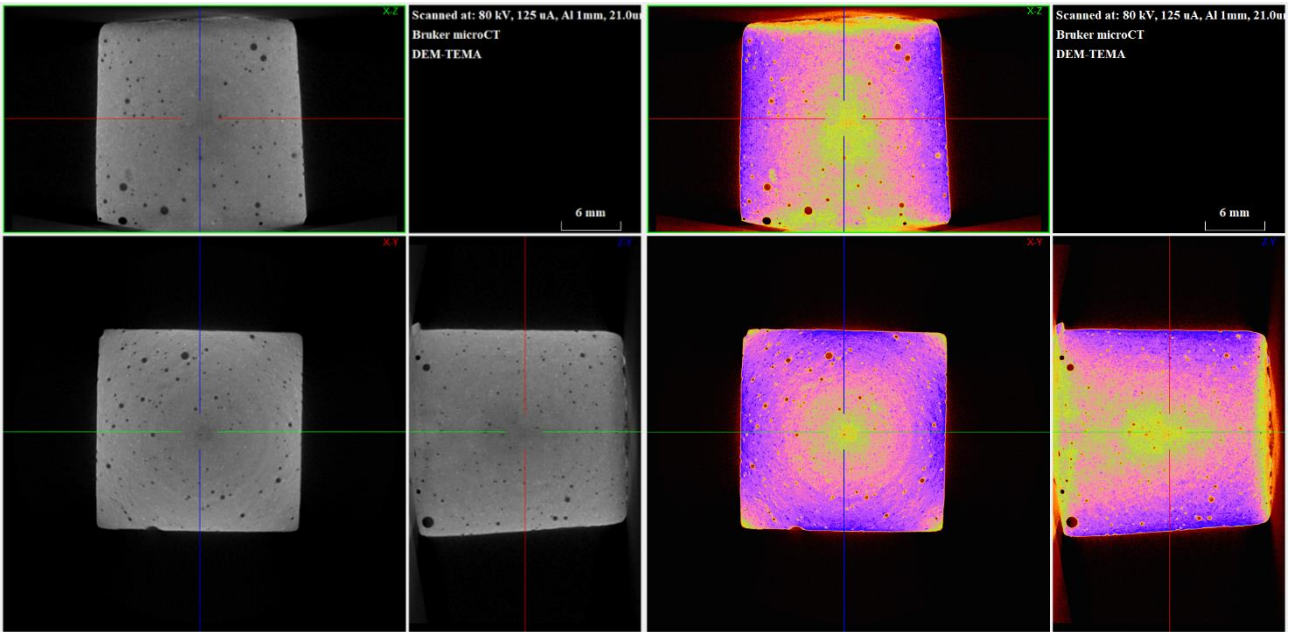 X-Z
Scanned at: 80 kV, 125 uA, Al 1mm, 21.0u
Bruker microCT
DEM-TEMA
6 mm
X-Z
Scanned at: 80 kV, 125 uA, Al 1mm, 21.0u
Bruker microCT
DEM-TEMA
6 mm
X-Y
Z-Y
X-Y
Z-Y